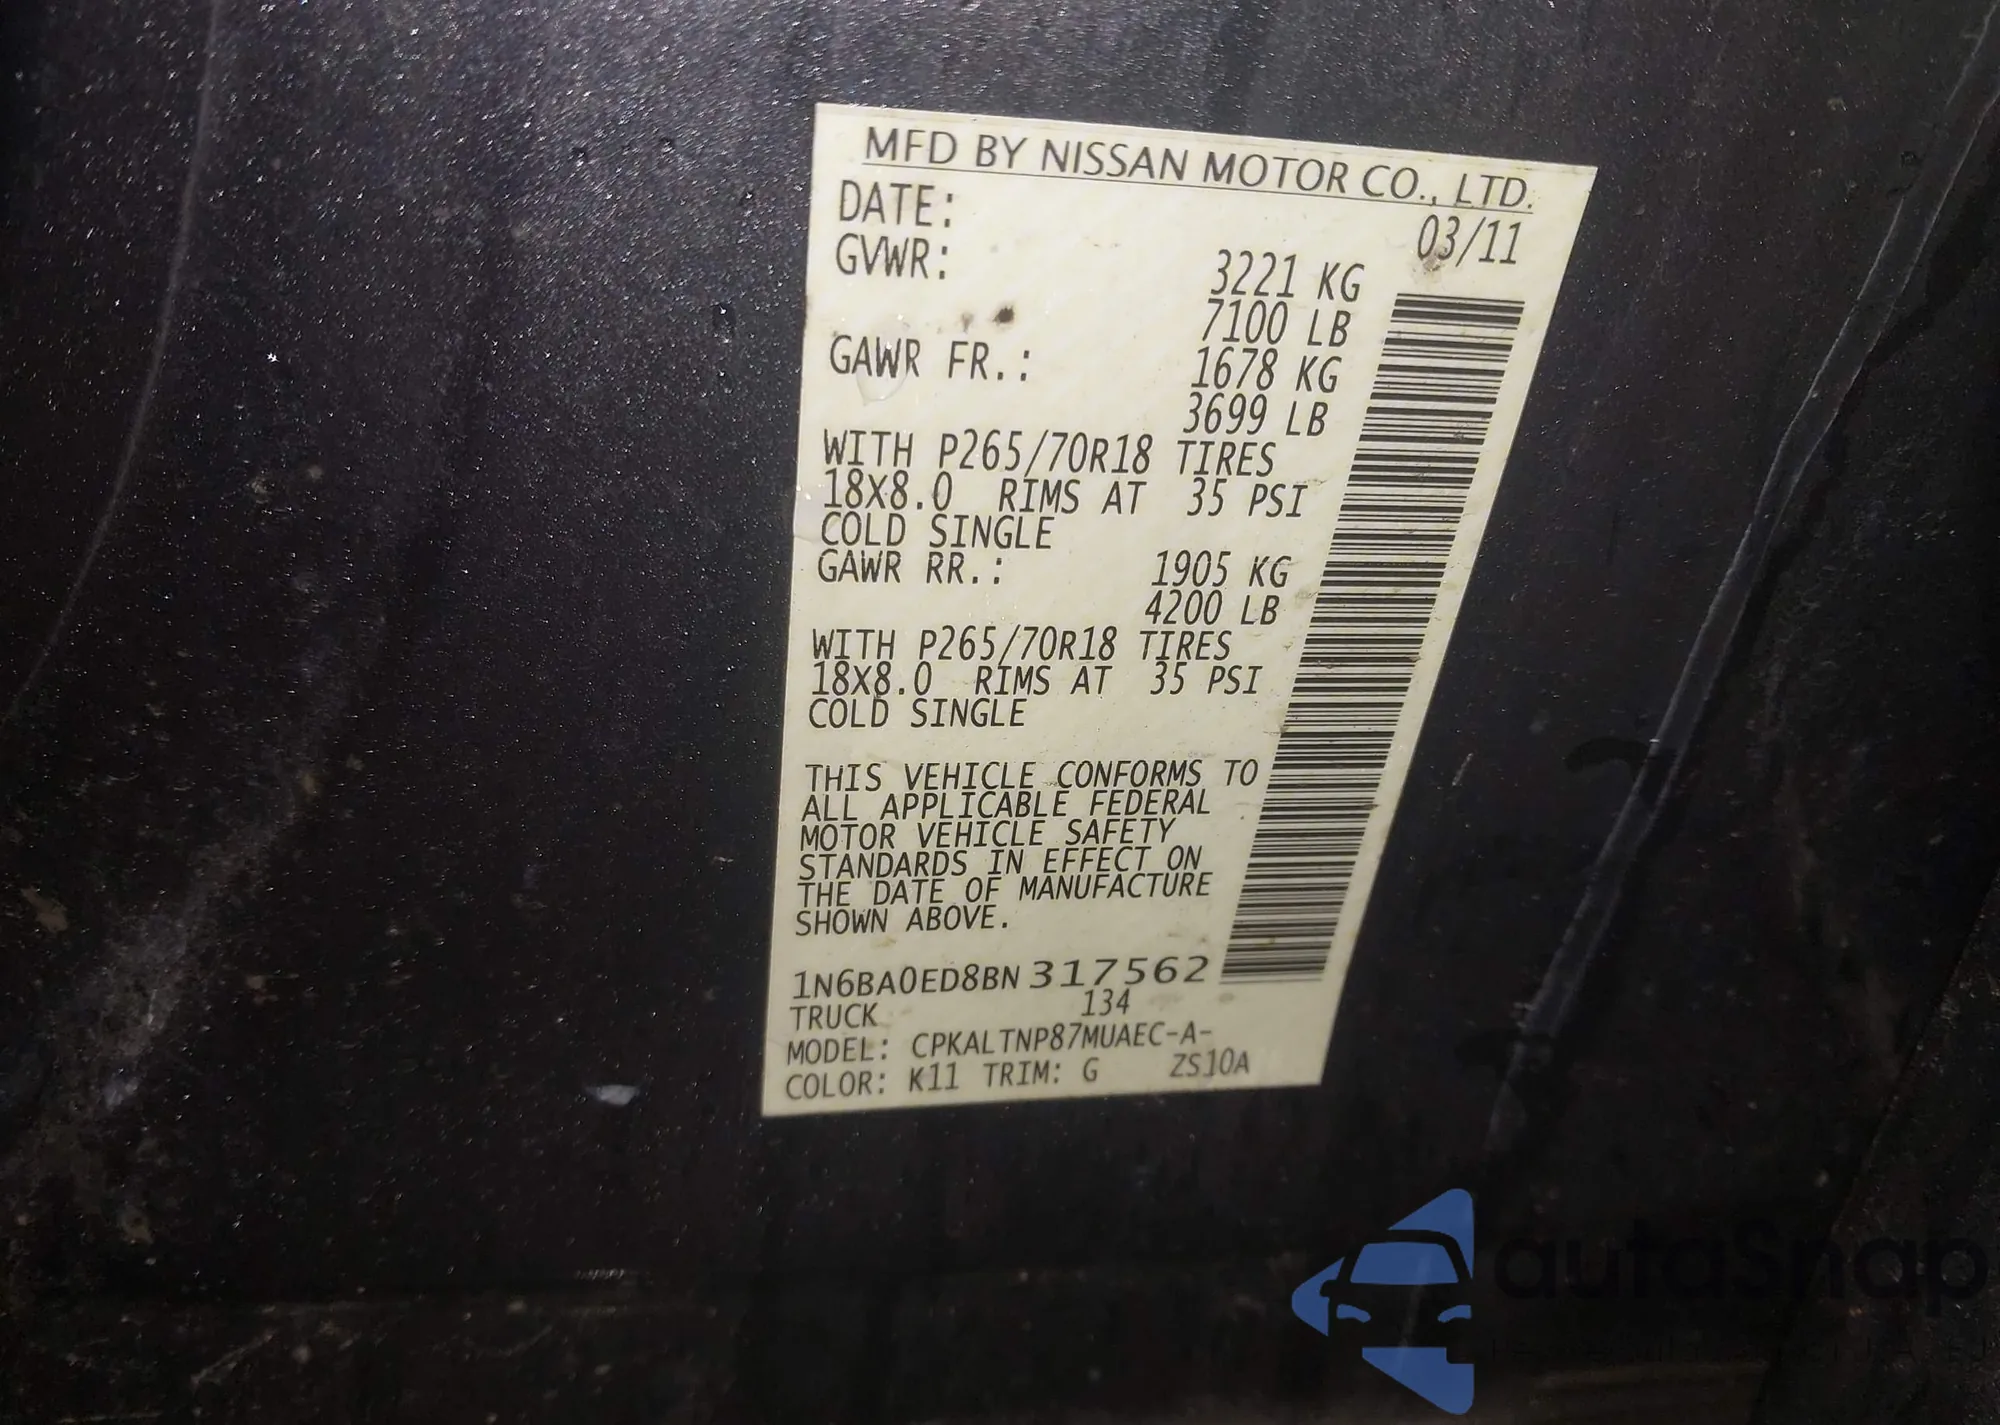 MFD BY NISSAN MOTOR CO., LTD.
DATE: 03/11
GVWR: 3221 KG
7100 LB
GAWR FR.: 1678 KG
3699 LB
WITH P265/70R18 TIRES
18X8.0 RIMS AT 35 PSI
COLD SINGLE
GAWR RR.: 1905 KG
4200 LB
WITH P265/70R18 TIRES
18X8.0 RIMS AT 35 PSI
COLD SINGLE
THIS VEHICLE CONFORMS TO
ALL APPLICABLE FEDERAL
MOTOR VEHICLE SAFETY
STANDARDS IN EFFECT ON
THE DATE OF MANUFACTURE
SHOWN ABOVE.
1N6BA0ED8BN317562
TRUCK 134
MODEL: CPKALTNP87MUAEC-A-
COLOR: K11 TRIM: G ZS10A
autasnap